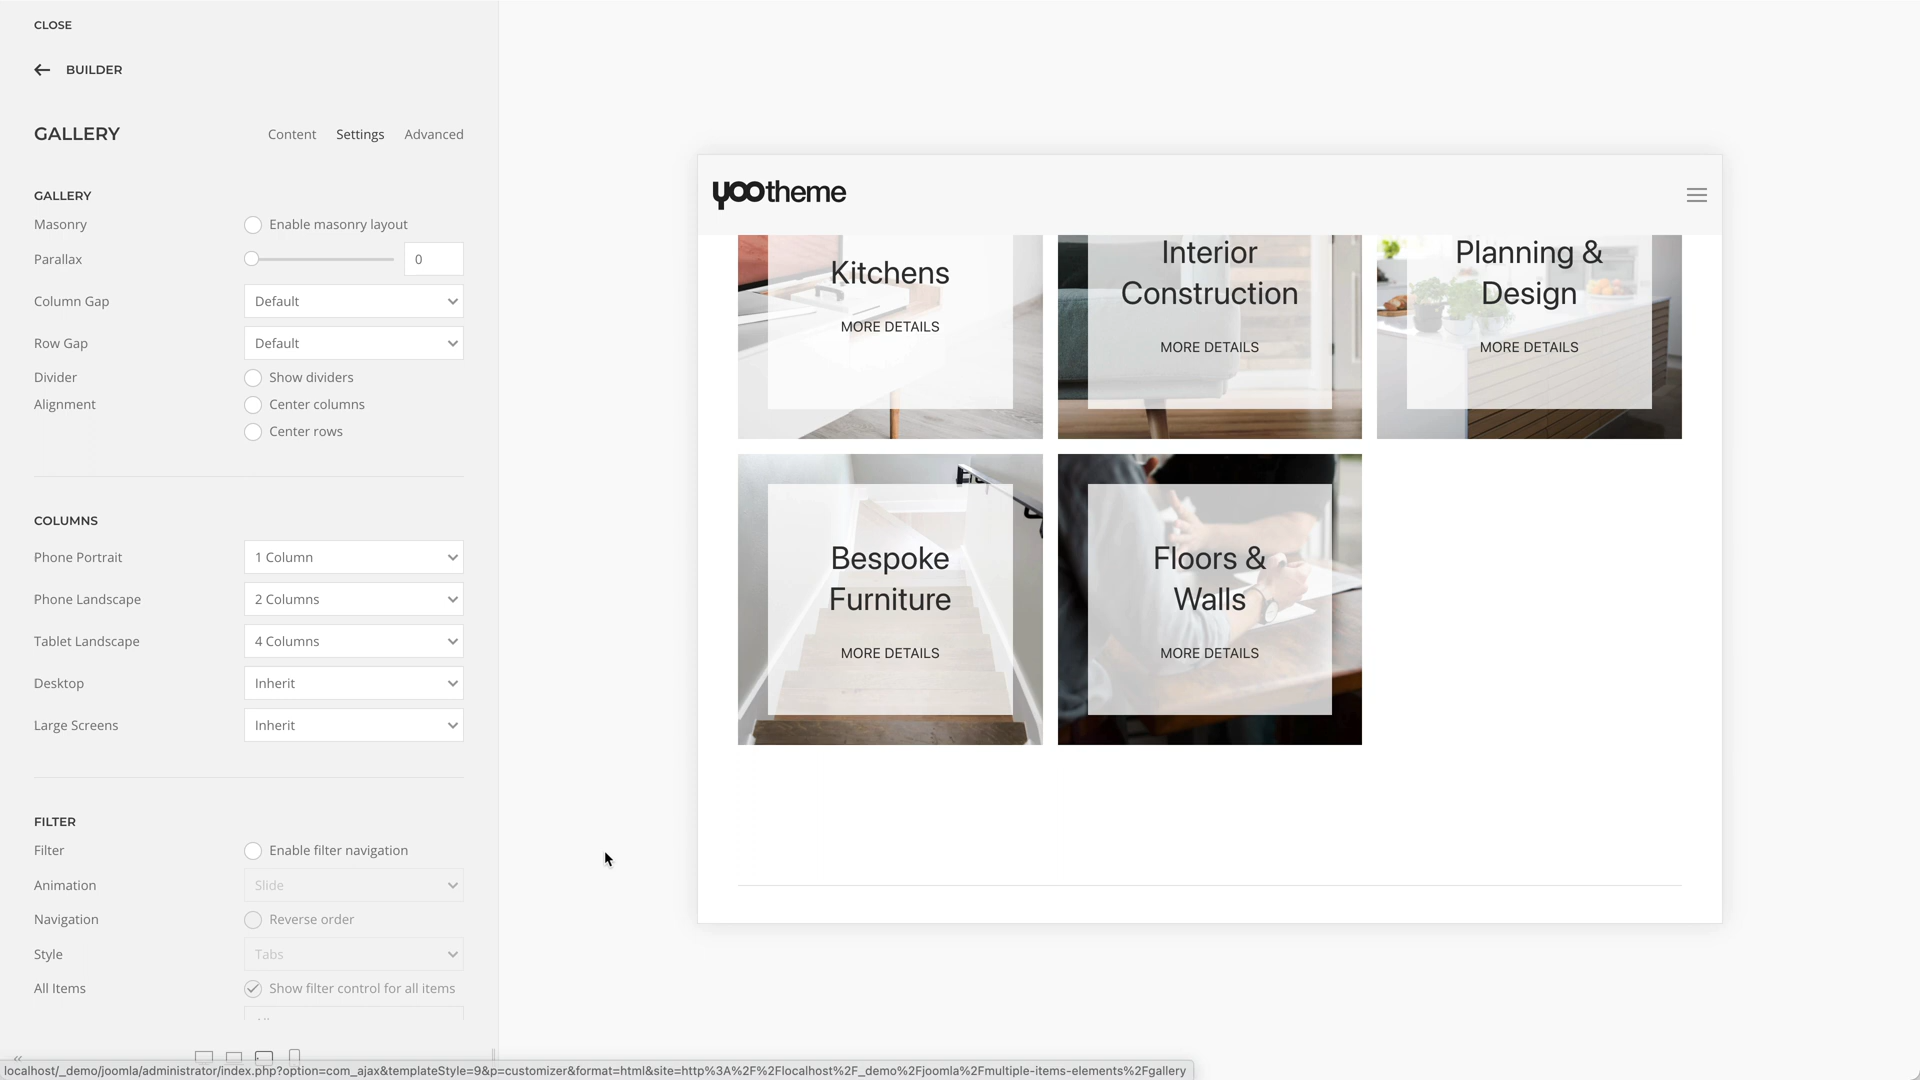 CLOSE
BUILDER
GALLERY
Content Settings Advanced
GALLERY
Masonry
Enable masonry layout
Parallax
0
Column Gap
Default
Row Gap
Default
Divider
Show dividers
Alignment
Center columns
Center rows
COLUMNS
Phone Portrait
1 Column
Phone Landscape
2 Columns
Tablet Landscape
4 Columns
Desktop
Inherit
Large Screens
Inherit
FILTER
Filter
Enable filter navigation
Animation
Slide
Navigation
Reverse order
Style
Tabs
All Items
Show filter control for all items
yootheme
Kitchens
MORE DETAILS
Interior
Construction
MORE DETAILS
Planning &
Design
MORE DETAILS
Bespoke
Furniture
MORE DETAILS
Floors &
Walls
MORE DETAILS
localhost/_demo/joomla/administrator/index.php?option=com_ajax&templateStyle=9&p=customizer&format=html&site=http%3A%2F%2Flocalhost%2F_demo%2Fjoomla%2Fmultiple-items-elements%2Fgallery